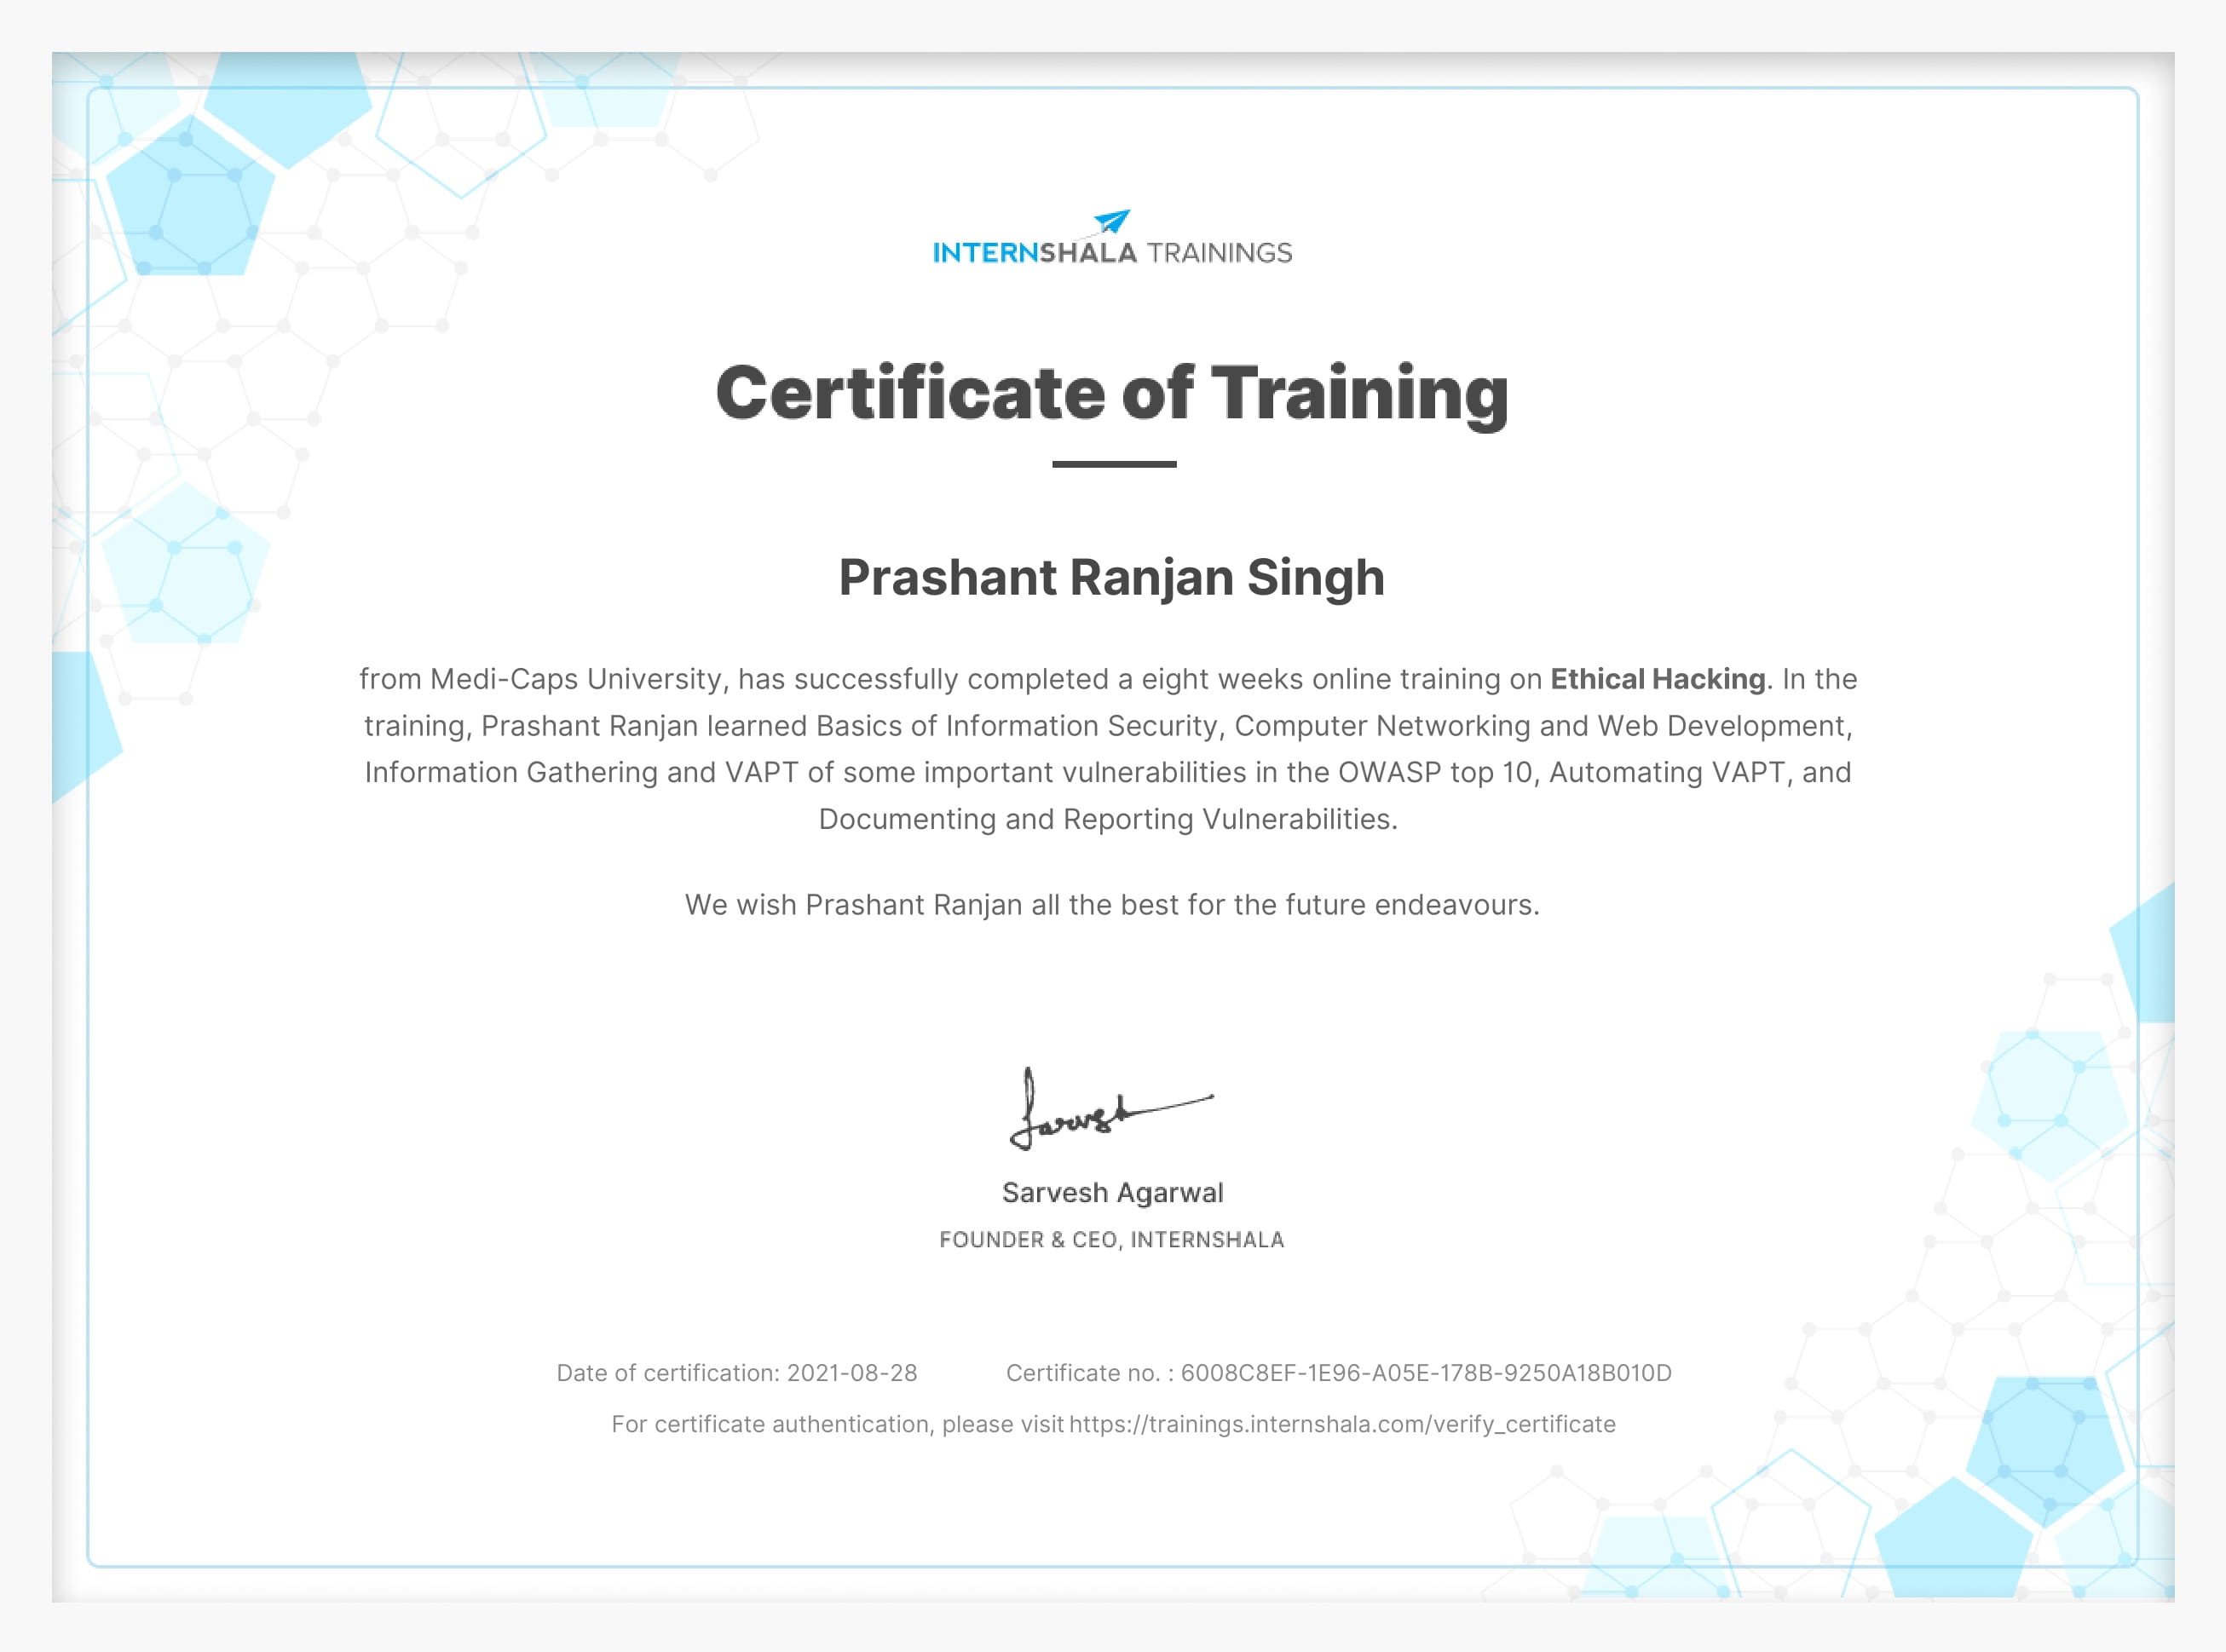 INTERNSHALA TRAININGS
Certificate of Training
Prashant Ranjan Singh
from Medi-Caps University, has successfully completed a eight weeks online training on Ethical Hacking. In the
training, Prashant Ranjan learned Basics of Information Security, Computer Networking and Web Development,
Information Gathering and VAPT of some important vulnerabilities in the OWASP top 10, Automating VAPT, and
Documenting and Reporting Vulnerabilities.
We wish Prashant Ranjan all the best for the future endeavours.
Sarvesh
Sarvesh Agarwal
FOUNDER & CEO, INTERNSHALA
Date of certification: 2021-08-28 Certificate no. : 6008C8EF-1E96-A05E-178B-9250A18B010D
For certificate authentication, please visit https://trainings.internshala.com/verify_certificate